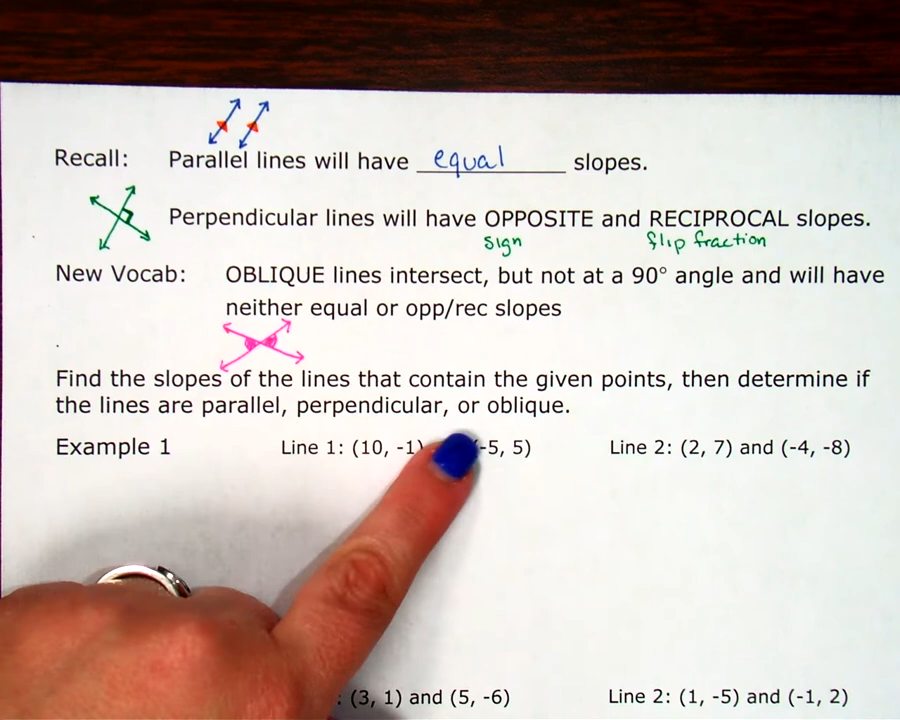 Recall: Parallel lines will have equal slopes.
Perpendicular lines will have OPPOSITE and RECIPROCAL slopes.
sign flip fraction
New Vocab: OBLIQUE lines intersect, but not at a 90° angle and will have
neither equal or opp/rec slopes
Find the slopes of the lines that contain the given points, then determine if
the lines are parallel, perpendicular, or oblique.
Example 1 Line 1: (10, -1) -5, 5) Line 2: (2, 7) and (-4, -8)
: (3, 1) and (5, -6) Line 2: (1, -5) and (-1, 2)